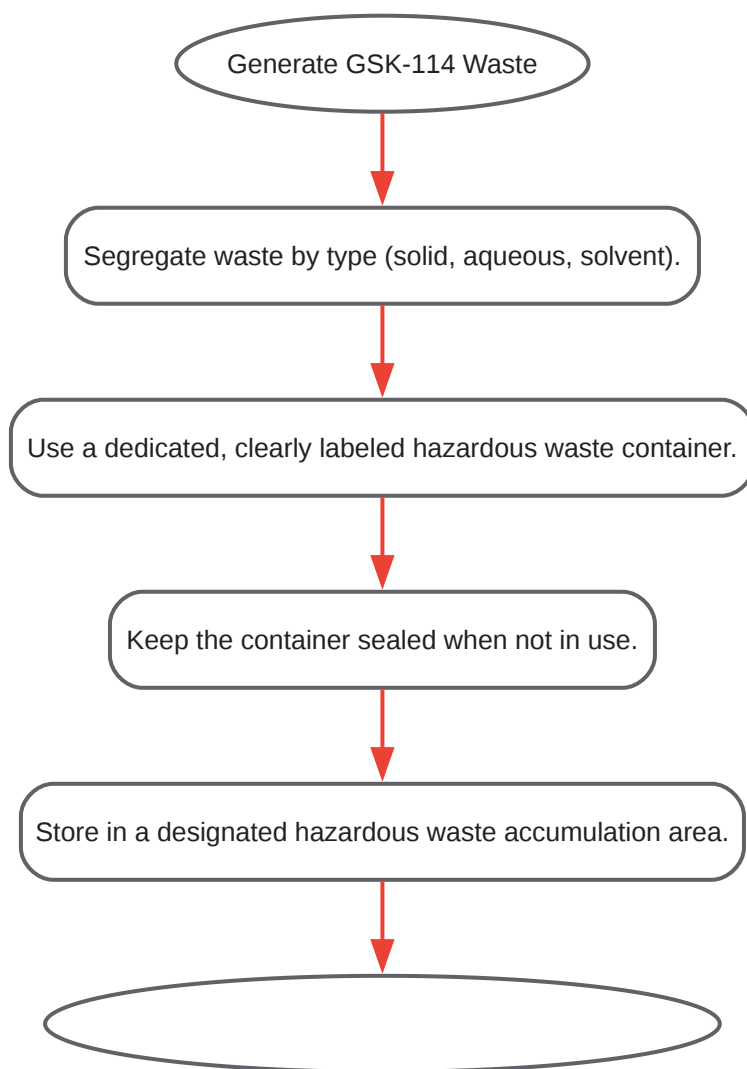 Generate GSK-114 Waste
Segregate waste by type (solid, aqueous, solvent).
Use a dedicated, clearly labeled hazardous waste container.
Keep the container sealed when not in use.
Store in a designated hazardous waste accumulation area.